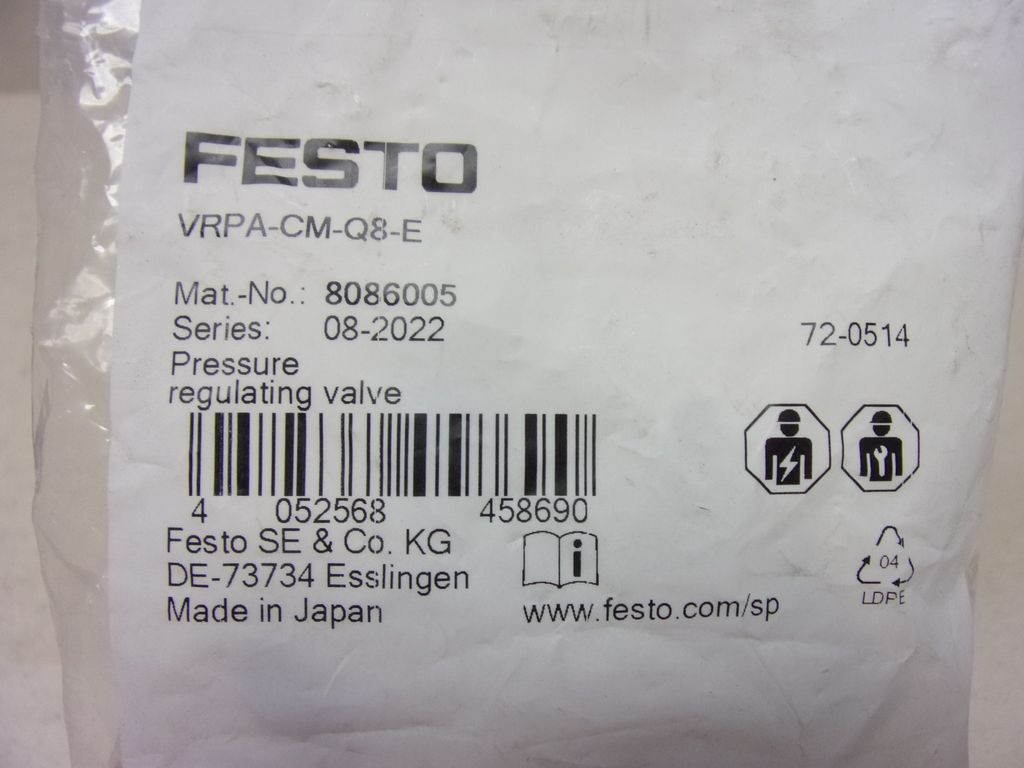 FESTO
VRPA-CM-Q8-E
Mat.-No.: 8086005
Series: 08-2022
72-0514
Pressure
regulating valve
4 052568 458690
Festo SE & Co. KG
DE-73734 Esslingen
Made in Japan
i
www.festo.com/sp
04
LDPE